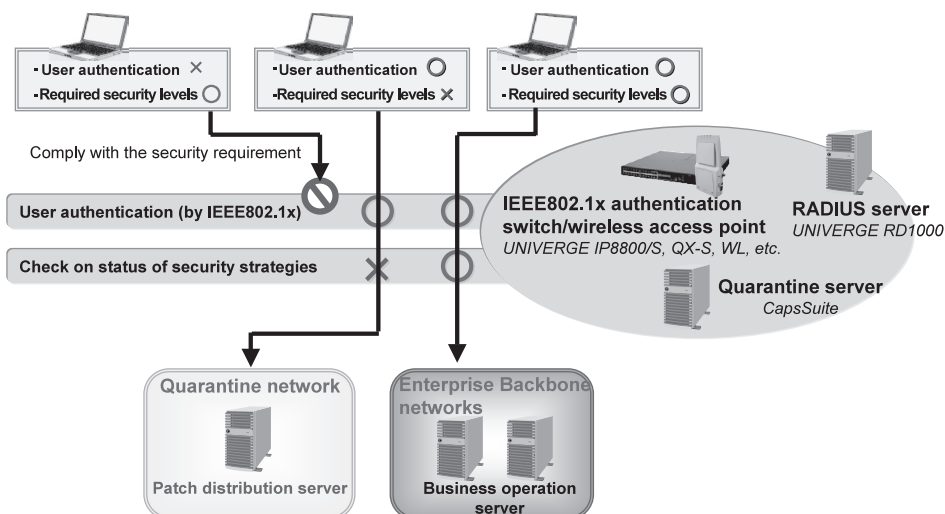 - User authentication ×
- Required security levels ○
- User authentication ○
- Required security levels ×
- User authentication ○
- Required security levels ○
Comply with the security requirement
User authentication (by IEEE802.1x)
Check on status of security strategies
IEEE802.1x authentication
switch/wireless access point
UNIVERGE IP8800/S, QX-S, WL, etc.
RADIUS server
UNIVERGE RD1000
Quarantine server
CapsSuite
Quarantine network
Patch distribution server
Enterprise Backbone
networks
Business operation
server